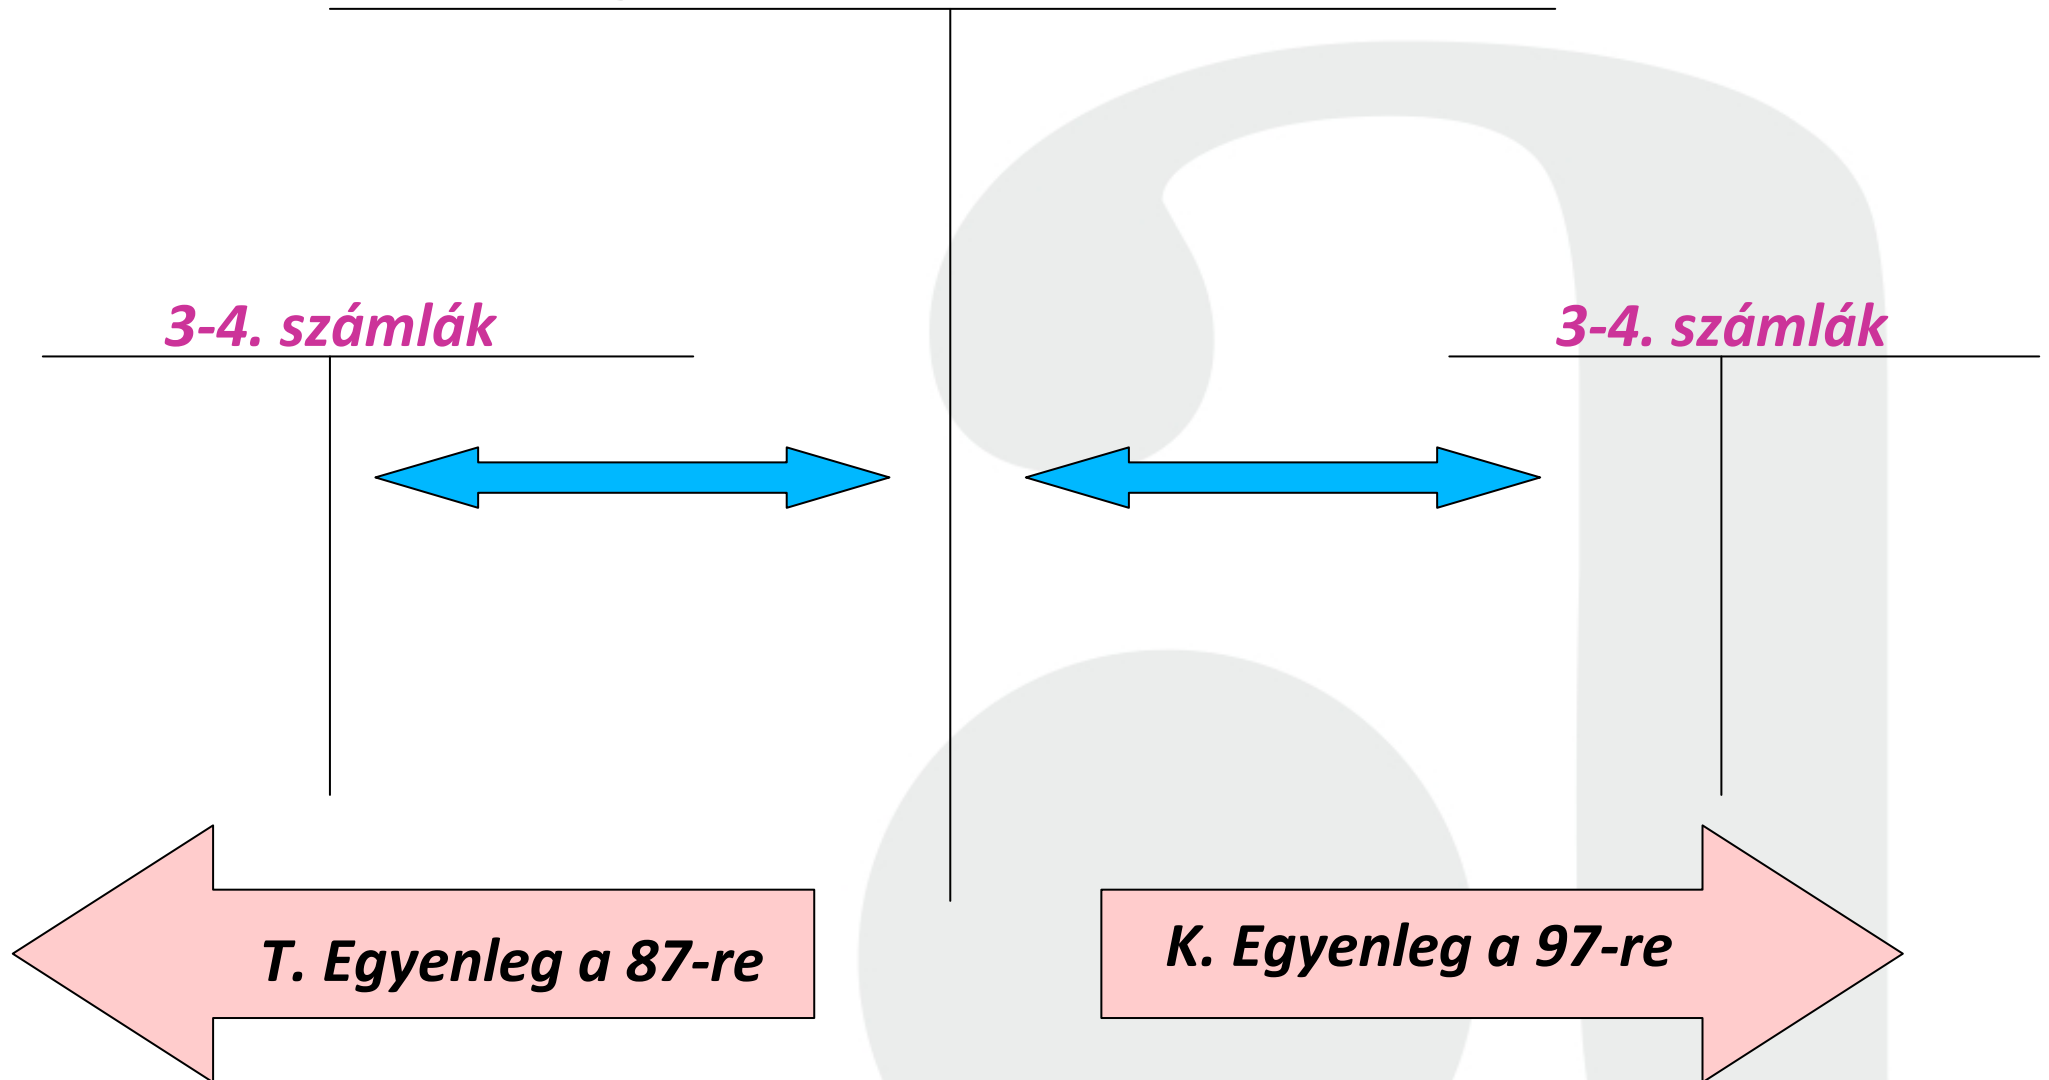 3-4. számlák
3-4. számlák
T. Egyenleg a 87-re
K. Egyenleg a 97-re